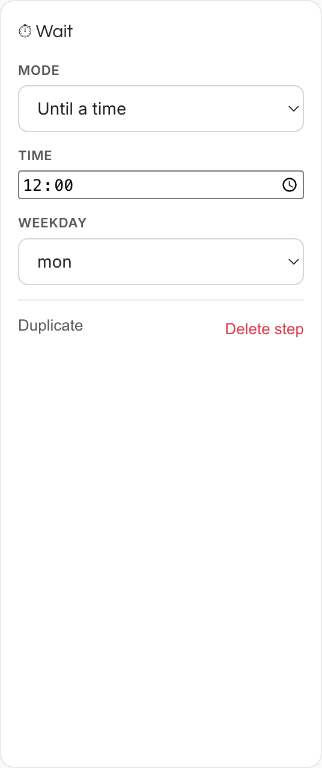 ⏱ Wait
MODE
Until a time
TIME
12:00
WEEKDAY
mon
Duplicate
Delete step